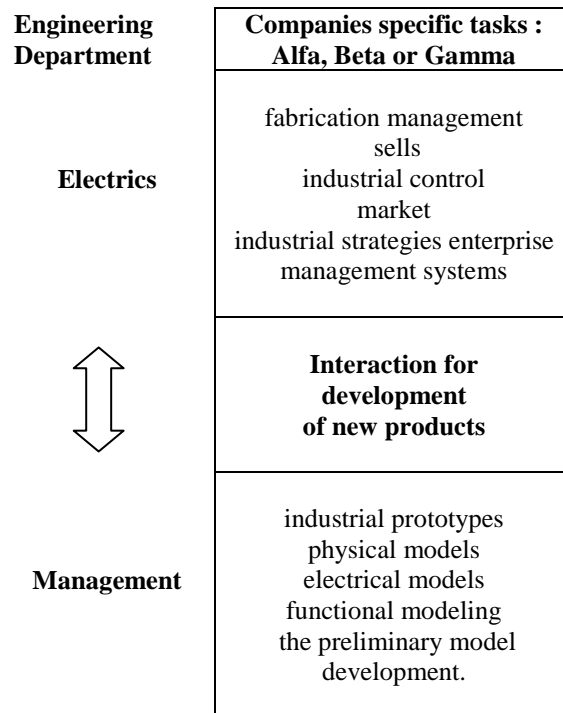 Engineering
Department
Companies specific tasks :
Alfa, Beta or Gamma
Electrics
fabrication management
sells
industrial control
market
industrial strategies enterprise
management systems
Interaction for
development
of new products
Management
industrial prototypes
physical models
electrical models
functional modeling
the preliminary model
development.